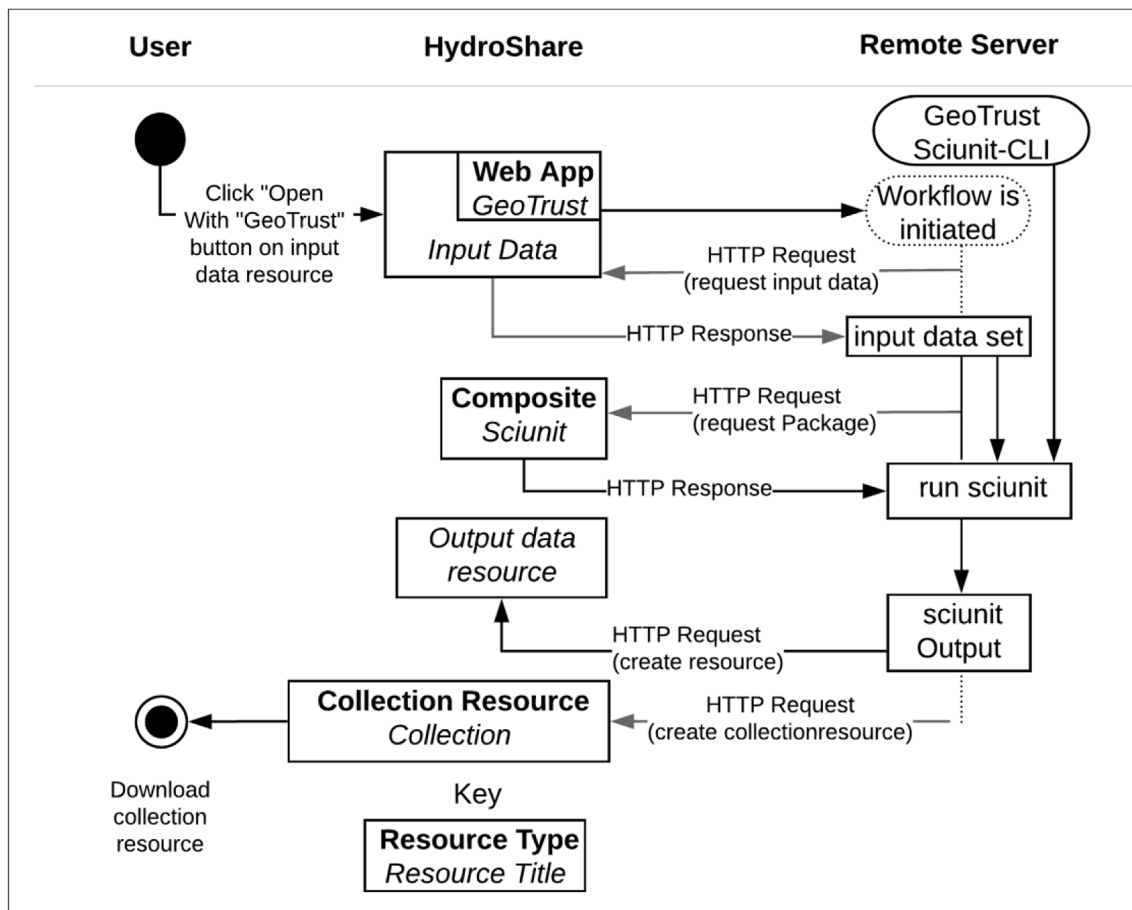 User
HydroShare
Remote Server
GeoTrust
Sciunit-CLI
Click "Open
With "GeoTrust"
button on input
data resource
Web App
GeoTrust
Input Data
Workflow is
initiated
HTTP Request
(request input data)
HTTP Response
input data set
Composite
Sciunit
HTTP Request
(request Package)
HTTP Response
run sciunit
Output data
resource
sciunit
Output
HTTP Request
(create resource)
Collection Resource
Collection
HTTP Request
(create collectionresource)
Download
collection
resource
Key
Resource Type
Resource Title